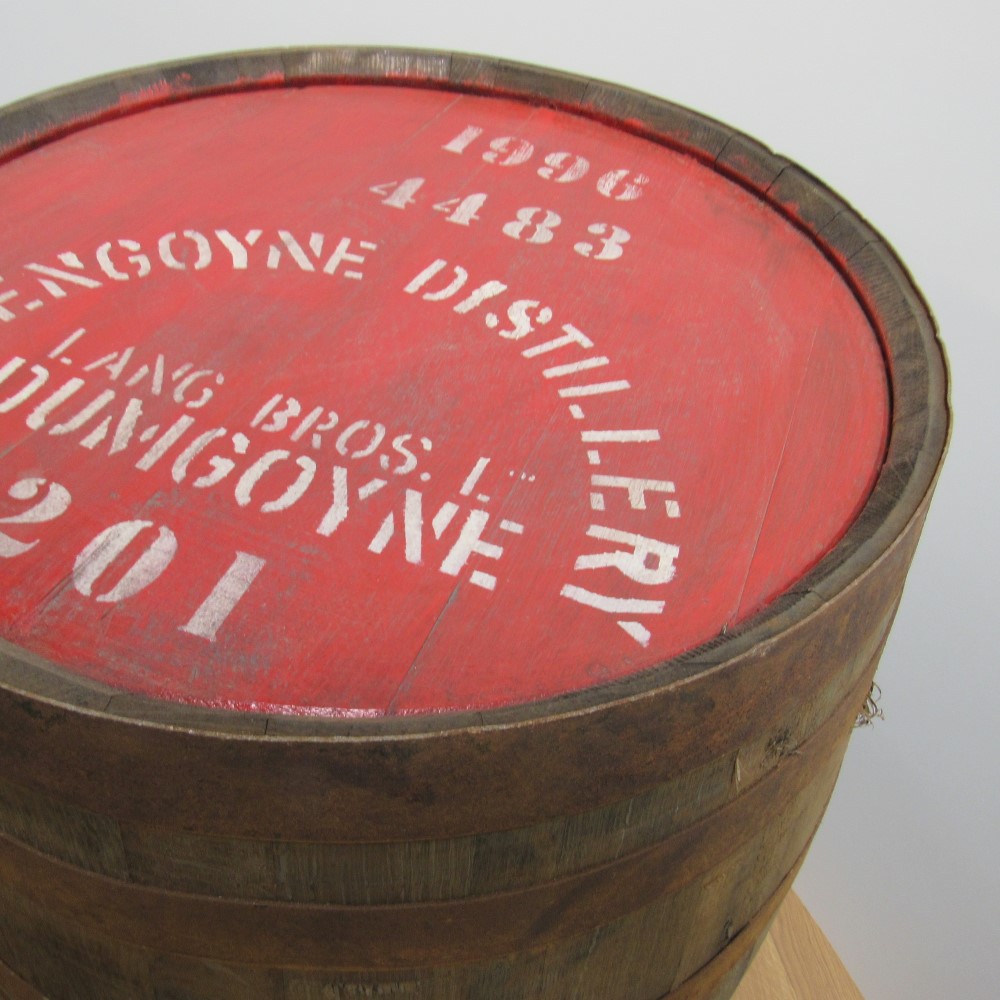 1996
4483
ENGOYNE DISTILLERY
LANG BROS. L
DUMGOYNE
201